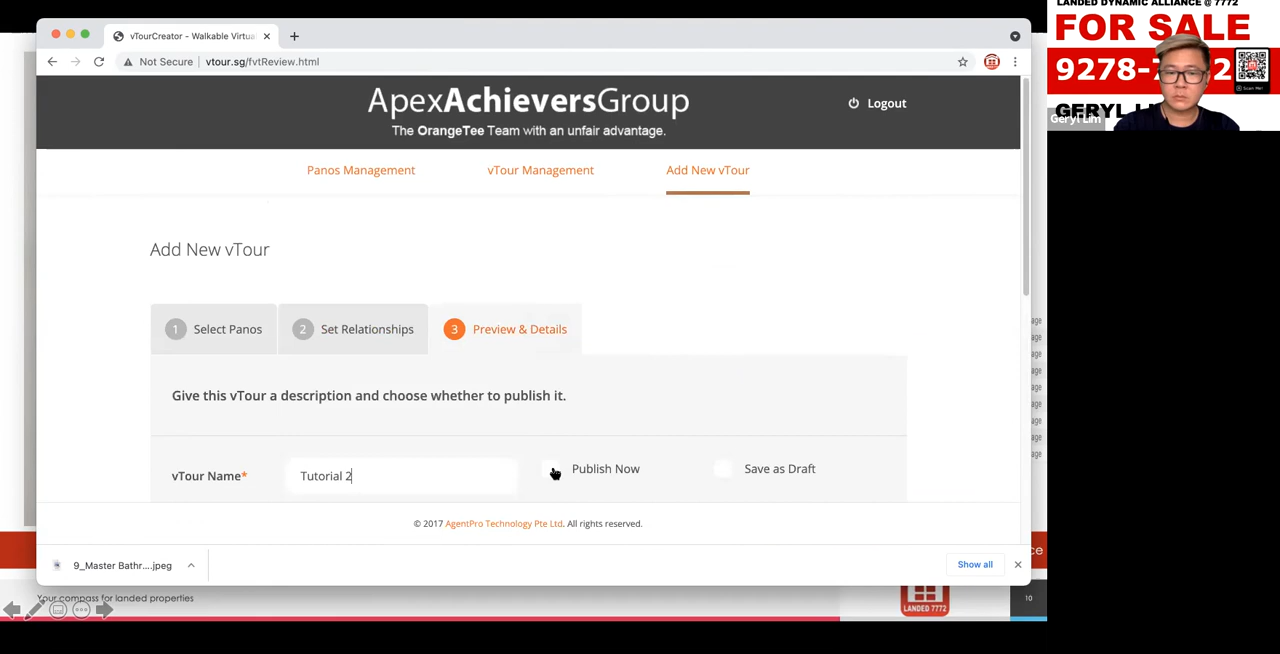 LANDED DYNAMIC ALLIANCE @ 7772
FOR SALE
Geryl Lim
vTourCreator - Walkable Virtua
Not Secure
vtour.sg/fvtReview.html
ApexAchieversGroup
The OrangeTee Team with an unfair advantage.
Logout
Panos Management
vTour Management
Add New vTour
Add New vTour
1 Select Panos
2 Set Relationships
3 Preview & Details
Give this vTour a description and choose whether to publish it.
vTour Name*
Tutorial 2
Publish Now
Save as Draft
© 2017 AgentPro Technology Pte Ltd. All rights reserved.
9_Master Bathr....jpeg
Show all
Your compass for landed properties
LANDED 7772
10